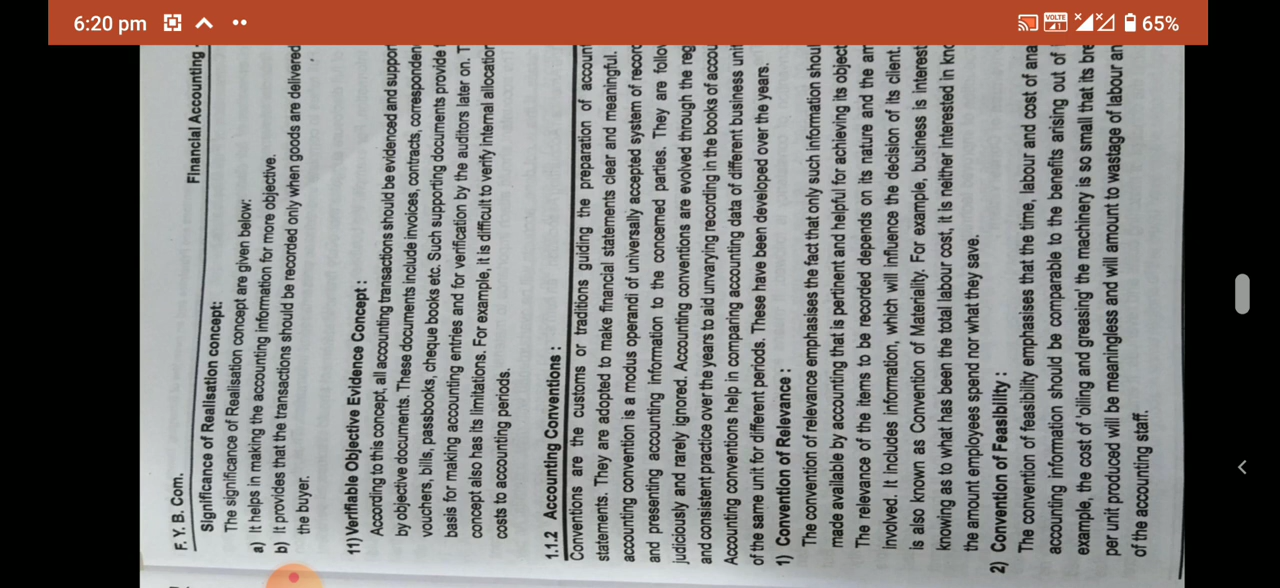 6:20 pm
VOLTE
1
65%
F. Y. B. Com.
Financial Accounting -
Significance of Realisation concept:
The significance of Realisation concept are given below:
a) It helps in making the accounting information for more objective.
b) It provides that the transactions should be recorded only when goods are delivered
the buyer.
11) Verifiable Objective Evidence Concept :
According to this concept, all accounting transactions should be evidenced and suppor
by objective documents. These documents include invoices, contracts, corresponden
vouchers, bills, passbooks, cheque books etc. Such supporting documents provide
basis for making accounting entries and for verification by the auditors later on. T
concept also has its limitations. For example, it is difficult to verify internal allocation
costs to accounting periods.
1.1.2 Accounting Conventions :
Conventions are the customs or traditions guiding the preparation of account
statements. They are adopted to make financial statements clear and meaningful.
accounting convention is a modus operandi of universally accepted system of record
and presenting accounting information to the concerned parties. They are follow
judiciously and rarely ignored. Accounting conventions are evolved through the reg
and consistent practice over the years to aid unvarying recording in the books of accou
Accounting conventions help in comparing accounting data of different business unit
of the same unit for different periods. These have been developed over the years.
1) Convention of Relevance :
The convention of relevance emphasises the fact that only such information shoul
made available by accounting that is pertinent and helpful for achieving its object
The relevance of the items to be recorded depends on its nature and the am
involved. It includes information, which will influence the decision of its client.
is also known as Convention of Materiality. For example, business is interest
knowing as to what has been the total labour cost, it is neither interested in kno
the amount employees spend nor what they save.
2) Convention of Feasibility :
The convention of feasibility emphasises that the time, labour and cost of ana
accounting information should be comparable to the benefits arising out of
example, the cost of 'oiling and greasing the machinery is so small that its bre
per unit produced will be meaningless and will amount to wastage of labour an
of the accounting staff.